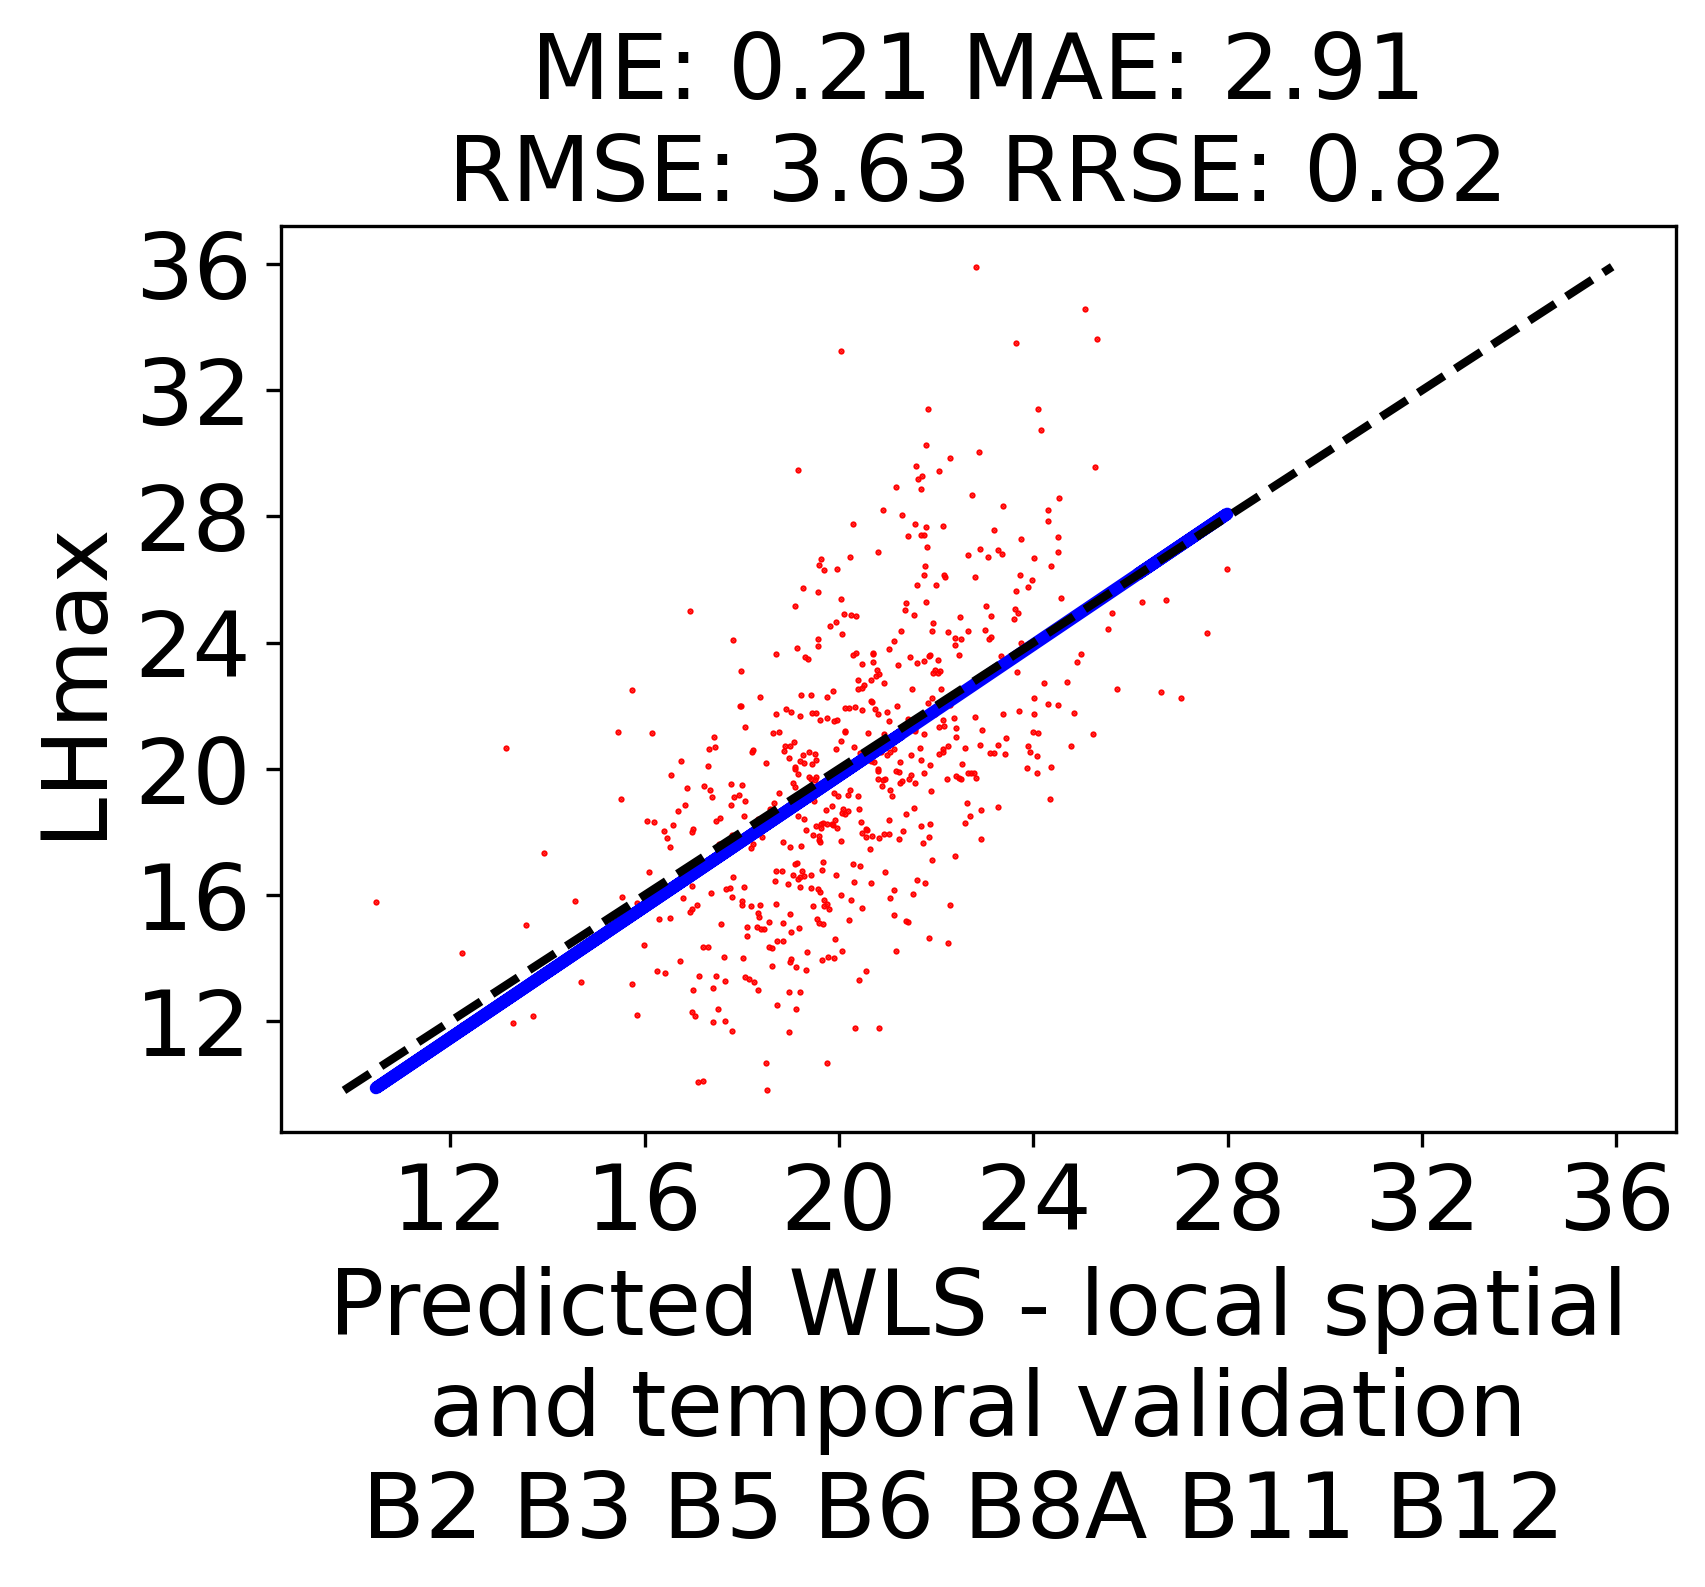 ME: 0.21 MAE: 2.91
RMSE: 3.63 RRSE: 0.82
36
32
28
24
20
16
12
LHmax
12 16 20 24 28 32 36
Predicted WLS - local spatial
and temporal validation
B2 B3 B5 B6 B8A B11 B12